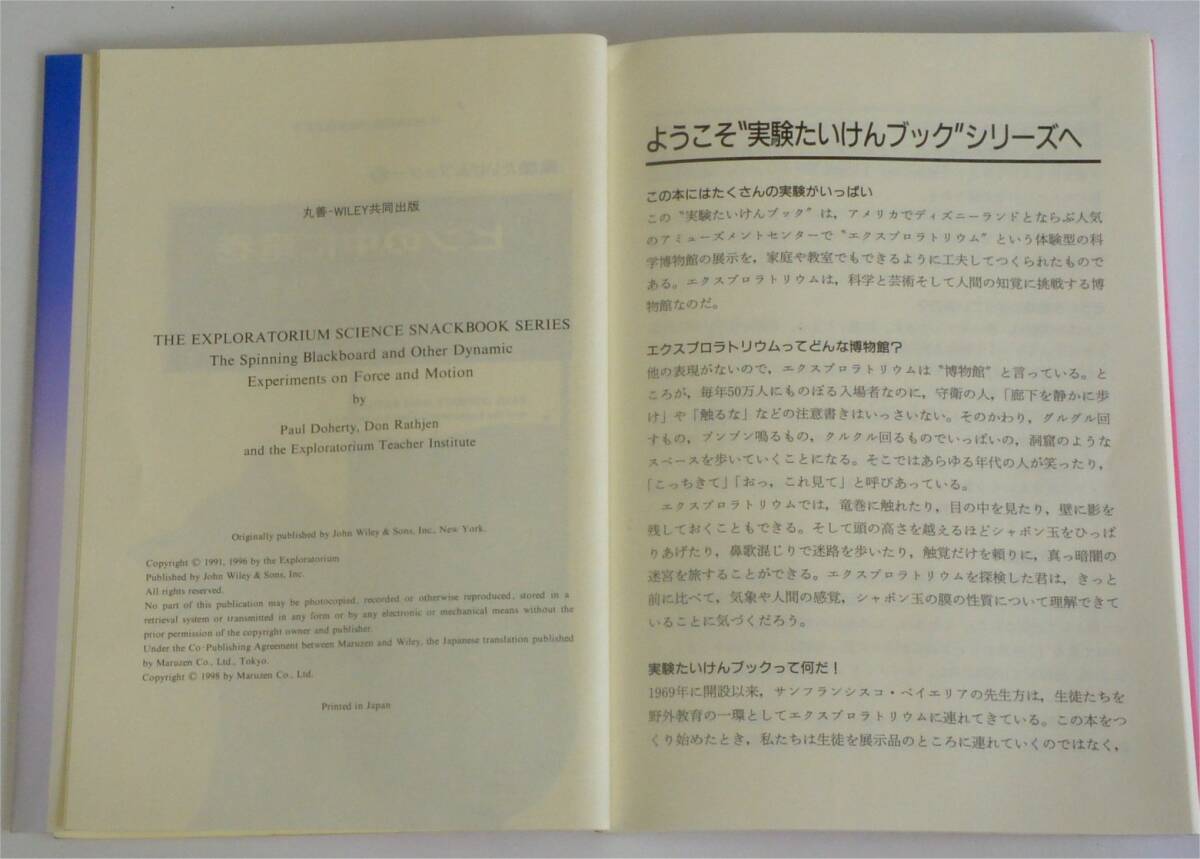 丸善-WILEY共同出版
THE EXPLORATORIUM SCIENCE SNACKBOOK SERIES
The Spinning Blackboard and Other Dynamic
Experiments on Force and Motion
by
Paul Doherty, Don Rathjen
and the Exploratorium Teacher Institute
Originally published by John Wiley & Sons, Inc., New York.
Copyright © 1991, 1996 by the Exploratorium
Published by John Wiley & Sons, Inc.
All rights reserved.
No part of this publication may be photocopied, recorded or otherwise reproduced, stored in a
retrieval system or transmitted in any form or by any electronic or mechanical means without the
prior permission of the copyright owner and publisher.
Under the Co-Publishing Agreement between Maruzen and Wiley, the Japanese translation published
by Maruzen Co., Ltd., Tokyo.
Copyright © 1998 by Maruzen Co., Ltd.
Printed in Japan
ようこそ"実験たいけんブック"シリーズへ
この本にはたくさんの実験がいっぱい
この〝実験たいけんブック〟は，アメリカでディズニーランドとならぶ人気
のアミューズメントセンターで〝エクスプロラトリウム〟という体験型の科
学博物館の展示を，家庭や教室でもできるように工夫してつくられたもので
ある。エクスプロラトリウムは，科学と芸術そして人間の知覚に挑戦する博
物館なのだ。
エクスプロラトリウムってどんな博物館？
他の表現がないので，エクスプロラトリウムは〝博物館〟と言っている。と
ころが，毎年50万人にものぼる入場者なのに，守衛の人，「廊下を静かに歩
け」や「触るな」などの注意書きはいっさいない。そのかわり，グルグル回
すもの，ブンブン鳴るもの，クルクル回るものでいっぱいの，洞窟のような
スペースを歩いていくことになる。そこではあらゆる年代の人が笑ったり，
「こっちきて」「おっ，これ見て」と呼びあっている。
エクスプロラトリウムでは，竜巻に触れたり，目の中を見たり，壁に影を
残しておくこともできる。そして頭の高さを越えるほどシャボン玉をひっぱ
りあげたり，鼻歌混じりで迷路を歩いたり，触覚だけを頼りに，真っ暗闇の
迷宮を旅することができる。エクスプロラトリウムを探検した君は，きっと
前に比べて，気象や人間の感覚，シャボン玉の膜の性質について理解できて
いることに気づくだろう。
実験たいけんブックって何だ！
1969年に開設以来，サンフランシスコ・ベイエリアの先生方は，生徒たちを
野外教育の一環としてエクスプロラトリウムに連れてきている。この本をつ
くり始めたとき，私たちは生徒を展示品のところに連れていくのではなく，